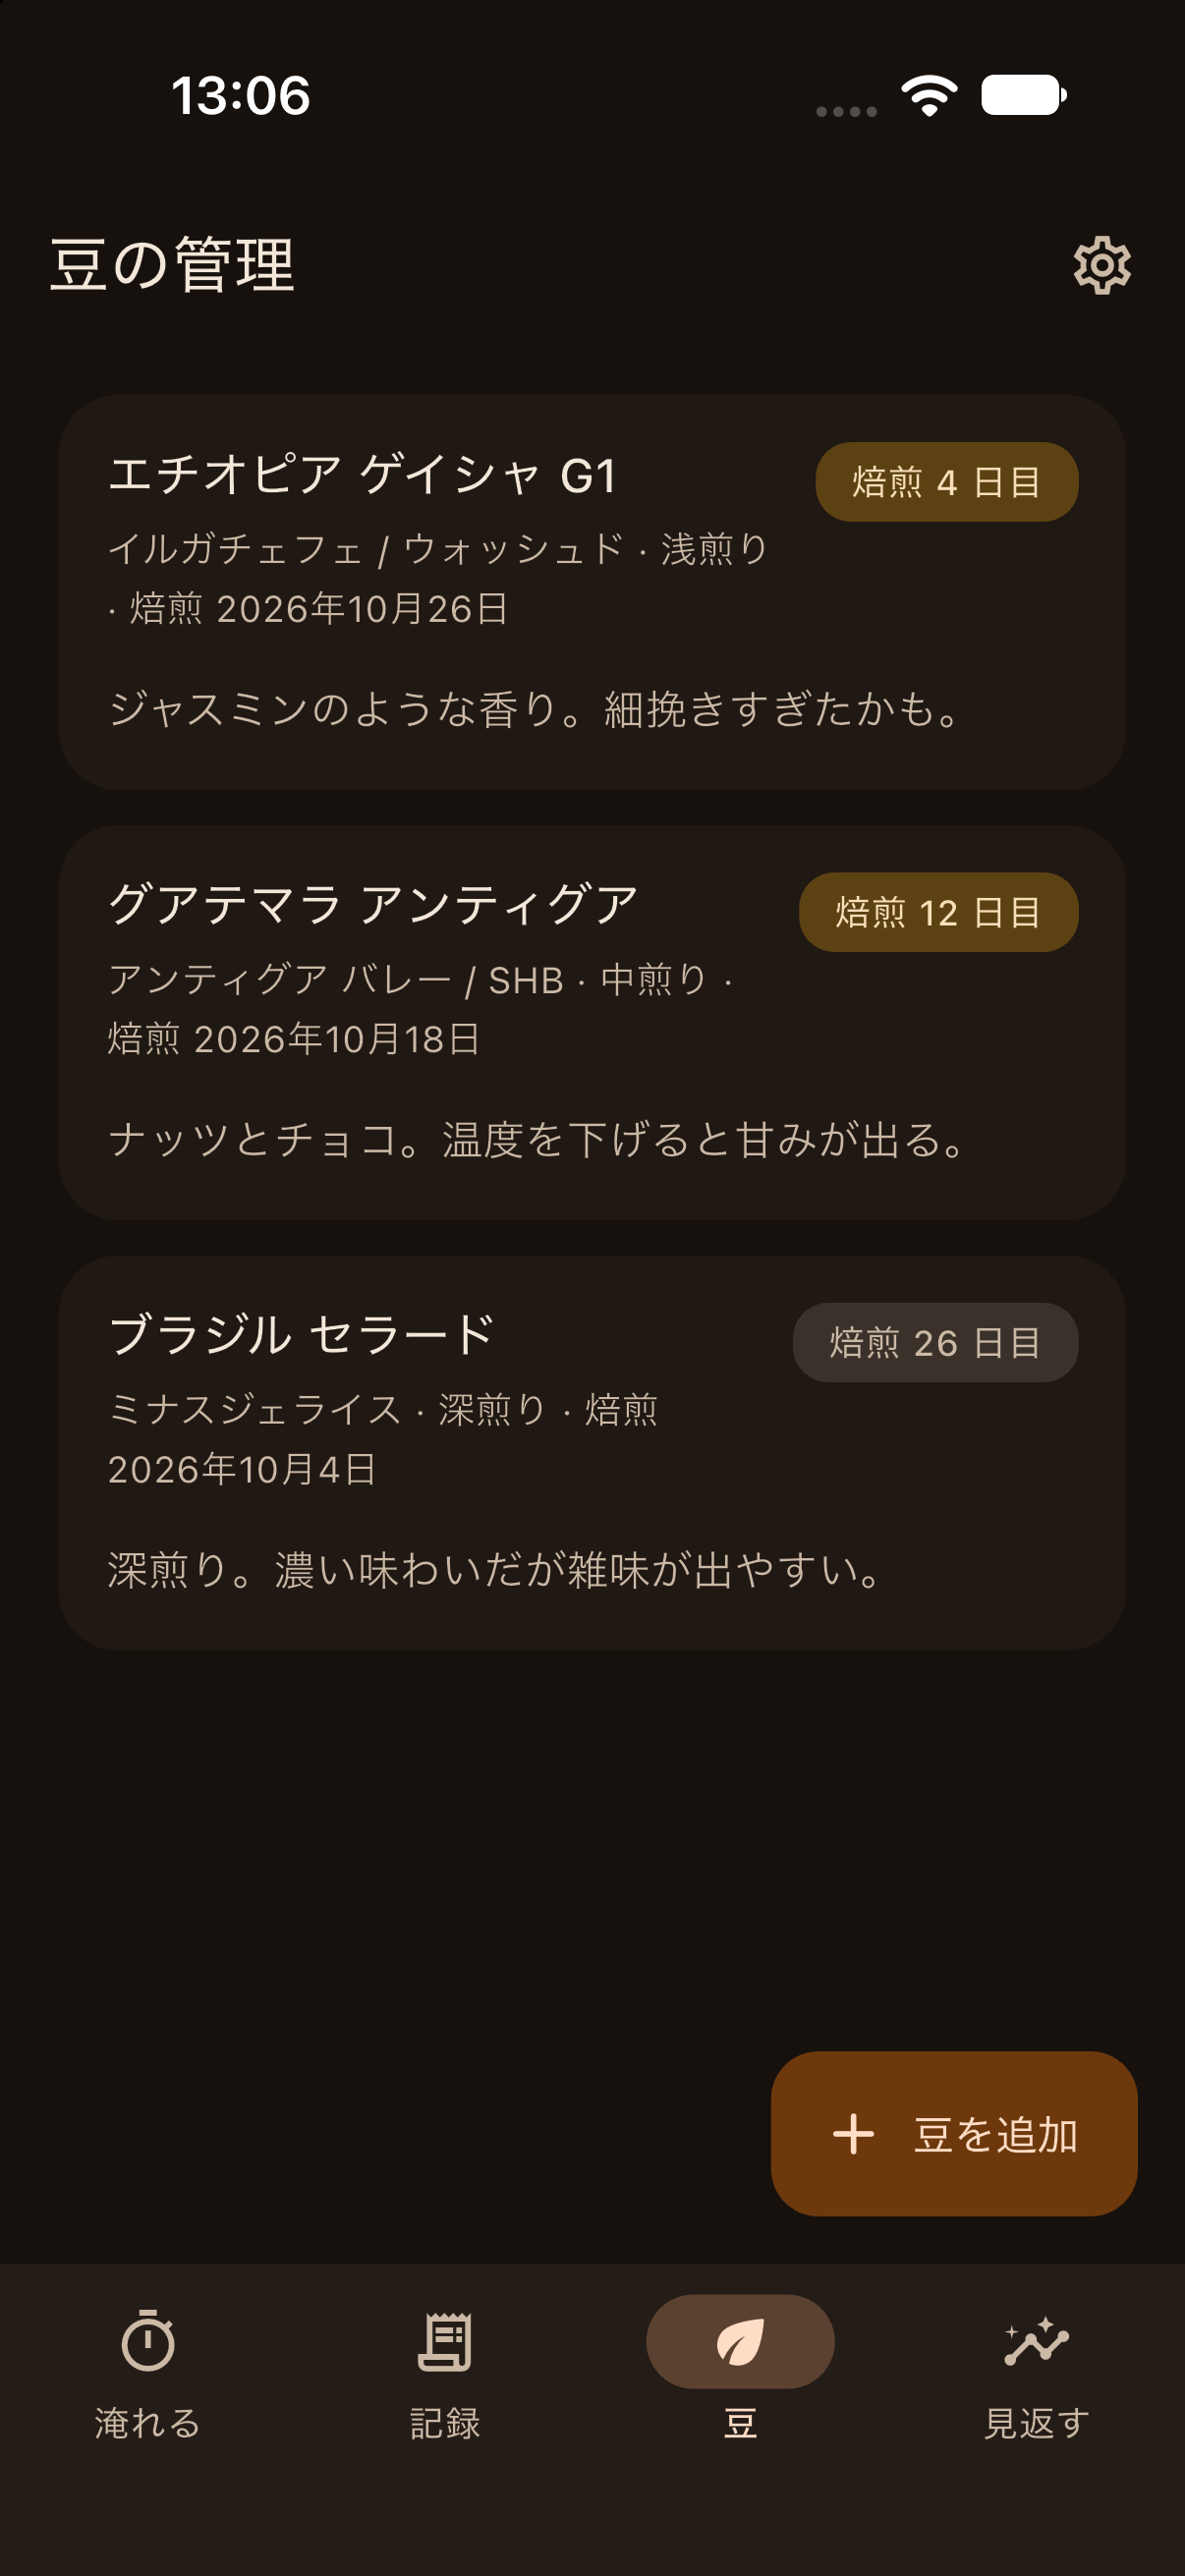 13:06
豆の管理
エチオピア ゲイシャ G1
焙煎 4 日目
イルガチェフェ / ウォッシュド · 浅煎り
· 焙煎 2026年10月26日
ジャスミンのような香り。細挽きすぎたかも。
グアテマラ アンティグア
焙煎 12 日目
アンティグア バレー / SHB · 中煎り ·
焙煎 2026年10月18日
ナッツとチョコ。温度を下げると甘みが出る。
ブラジル セラード
焙煎 26 日目
ミナスジェライス · 深煎り · 焙煎
2026年10月4日
深煎り。濃い味わいだが雑味が出やすい。
豆を追加
淹れる
記録
豆
見返す